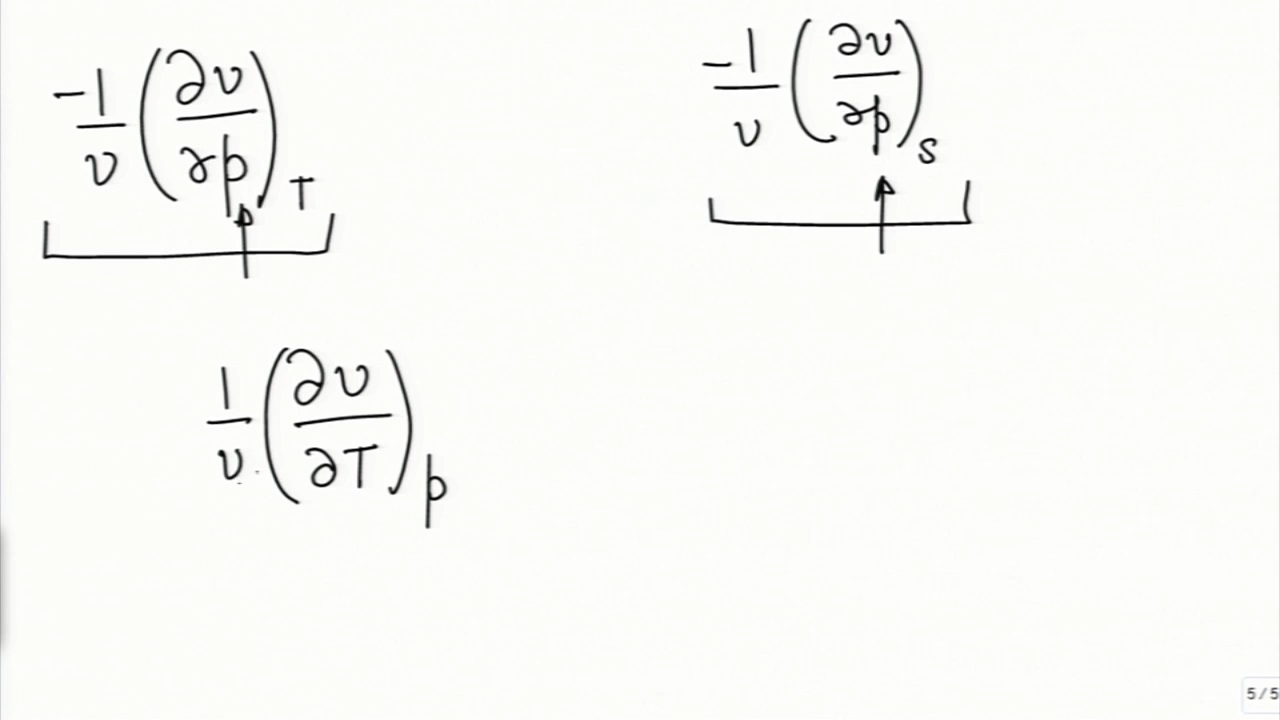 -1/v (∂v/∂p)_T
-1/v (∂v/∂p)_s
1/v (∂v/∂T)_p
5/5